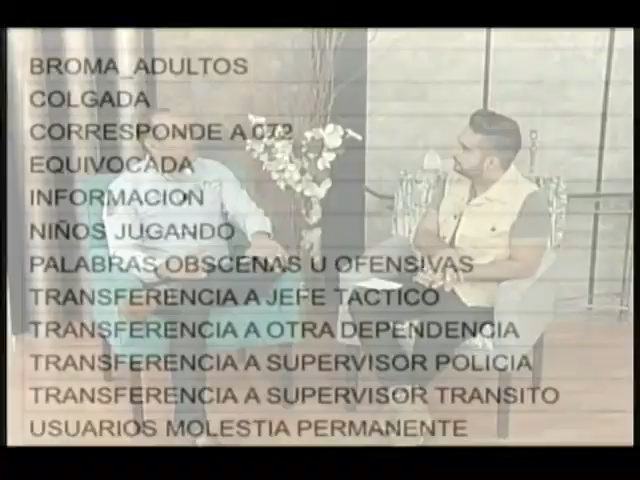 BROMA_ADULTOS
COLGADA
CORRESPONDE A 072
EQUIVOCADA
INFORMACION
NIÑOS JUGANDO
PALABRAS OBSCENAS U OFENSIVAS
TRANSFERENCIA A JEFE TACTICO
TRANSFERENCIA A OTRA DEPENDENCIA
TRANSFERENCIA A SUPERVISOR POLICIA
TRANSFERENCIA A SUPERVISOR TRANSITO
USUARIOS MOLESTIA PERMANENTE